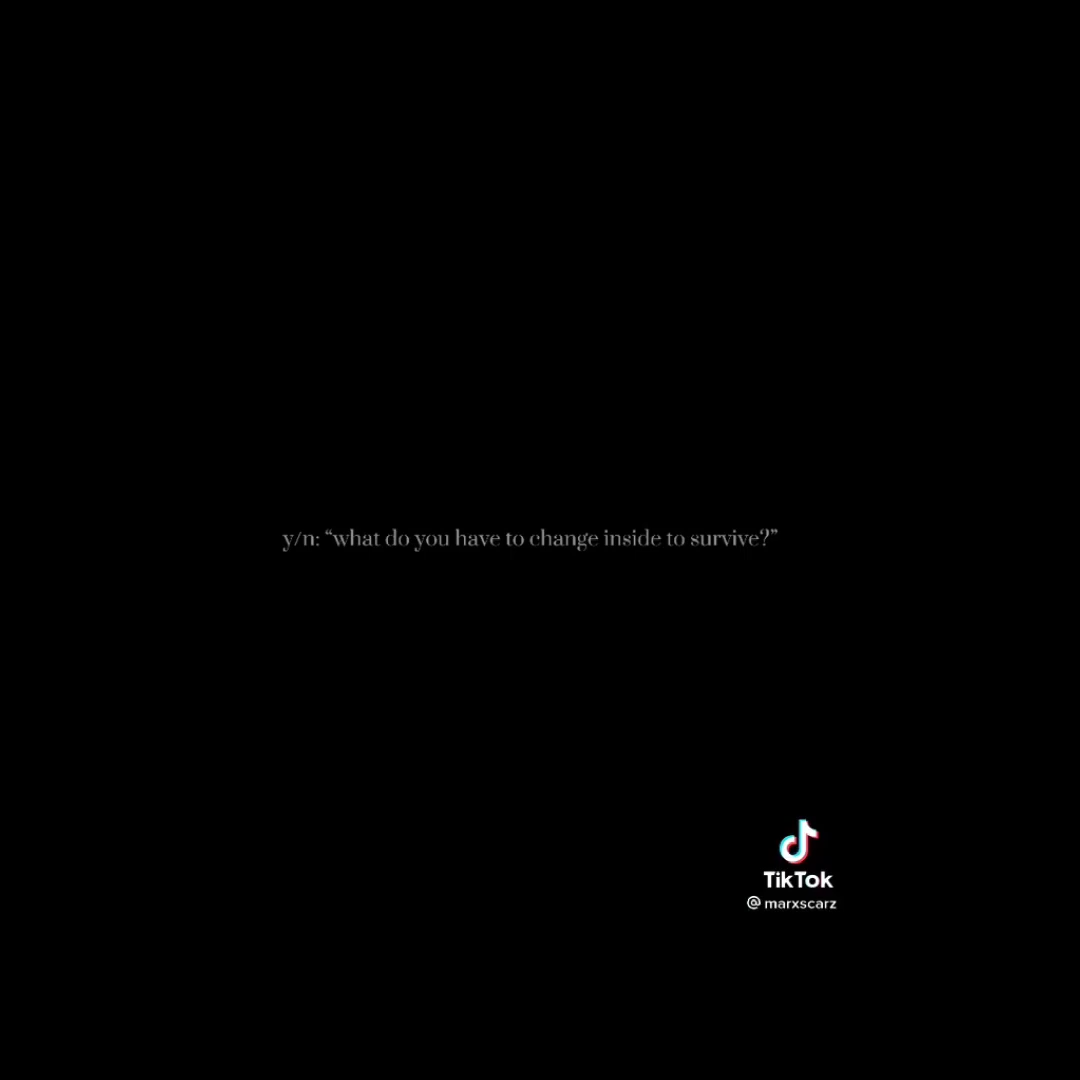 y/n: “what do you have to change inside to survive?”
TikTok
@marxscarz